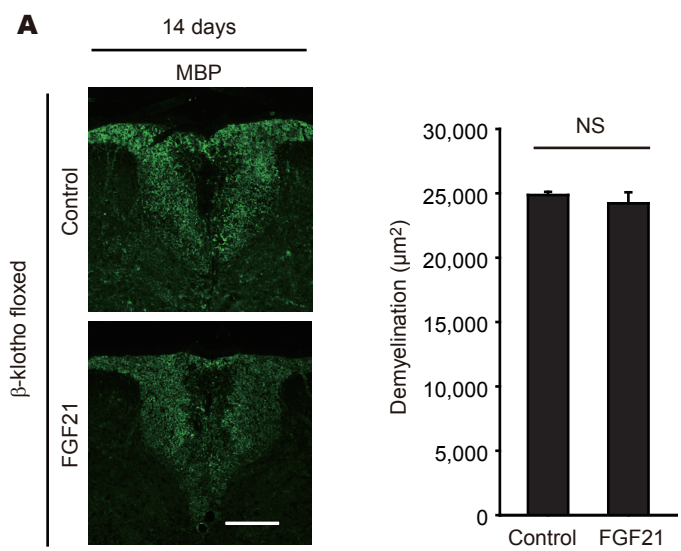 A
14 days
MBP
β-klotho floxed
Control
FGF21
Demyelination (µm²)
NS
30,000
25,000
20,000
15,000
10,000
5,000
0
Control
FGF21